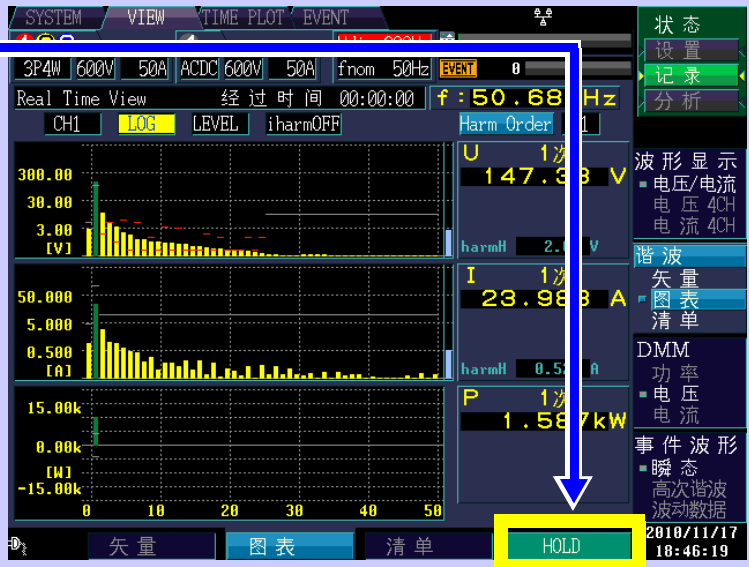 SYSTEM VIEW TIME PLOT EVENT
状态
3P4W 600V 50A ACDC 600V 50A fnom 50Hz EVENT 0
设置
记录
分析
Real Time View 经过时间 00:00:00 f:50.68 Hz
CH1 LOG LEVEL iharmOFF Harm Order
U 1次
V
300.00
30.00
3.00
[V]
harmH V
波形显示
电压/电流
电压 4CH
电流 4CH
谐波
矢量
图表
清单
I 1次
A
50.000
5.000
0.500
[A]
harmH A
DMM
功率
电压
电流
P 1次
kW
15.00k
0.00k
[W]
-15.00k
0 10 20 30 40 50
事件波形
瞬态
高次谐波
波动数据
矢量 图表 清单 HOLD
2010/11/17
18:46:19